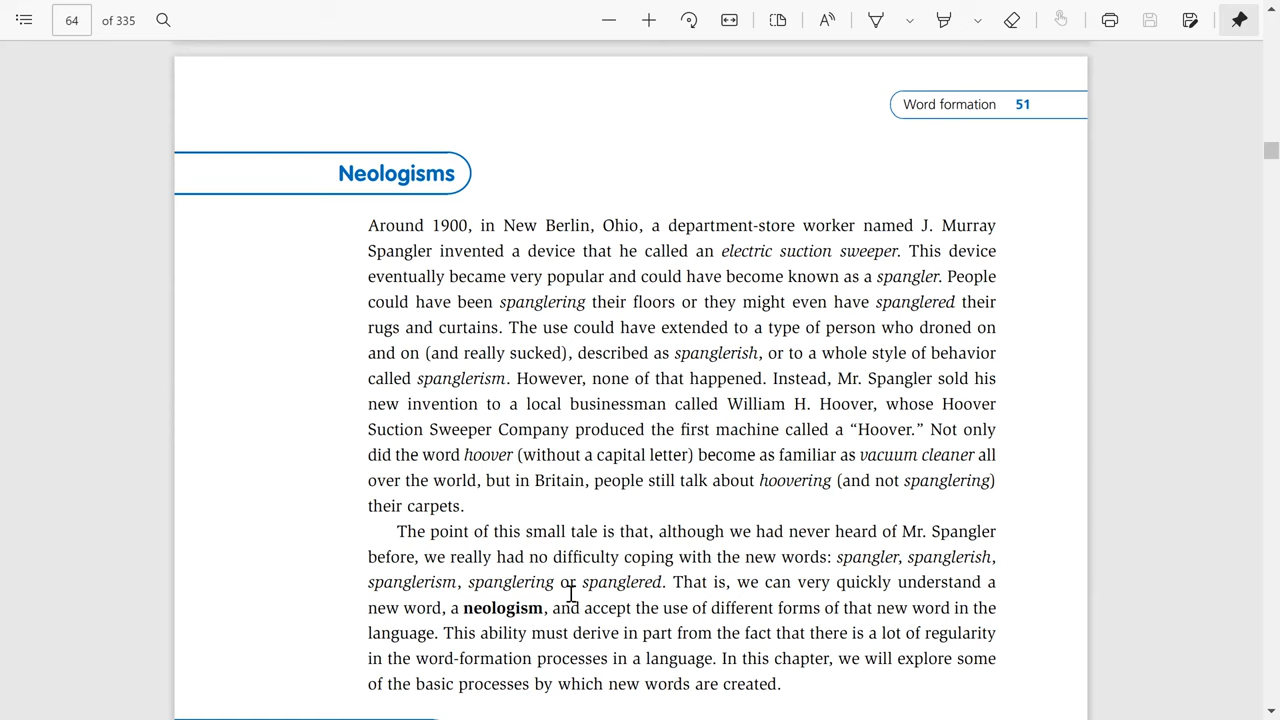 64 of 335
Word formation 51
Neologisms
Around 1900, in New Berlin, Ohio, a department-store worker named J. Murray
Spangler invented a device that he called an electric suction sweeper. This device
eventually became very popular and could have become known as a spangler. People
could have been spanglering their floors or they might even have spanglered their
rugs and curtains. The use could have extended to a type of person who droned on
and on (and really sucked), described as spanglerish, or to a whole style of behavior
called spanglerism. However, none of that happened. Instead, Mr. Spangler sold his
new invention to a local businessman called William H. Hoover, whose Hoover
Suction Sweeper Company produced the first machine called a “Hoover.” Not only
did the word hoover (without a capital letter) become as familiar as vacuum cleaner all
over the world, but in Britain, people still talk about hoovering (and not spanglering)
their carpets.
The point of this small tale is that, although we had never heard of Mr. Spangler
before, we really had no difficulty coping with the new words: spangler, spanglerish,
spanglerism, spanglering or spanglered. That is, we can very quickly understand a
new word, a neologism, and accept the use of different forms of that new word in the
language. This ability must derive in part from the fact that there is a lot of regularity
in the word-formation processes in a language. In this chapter, we will explore some
of the basic processes by which new words are created.